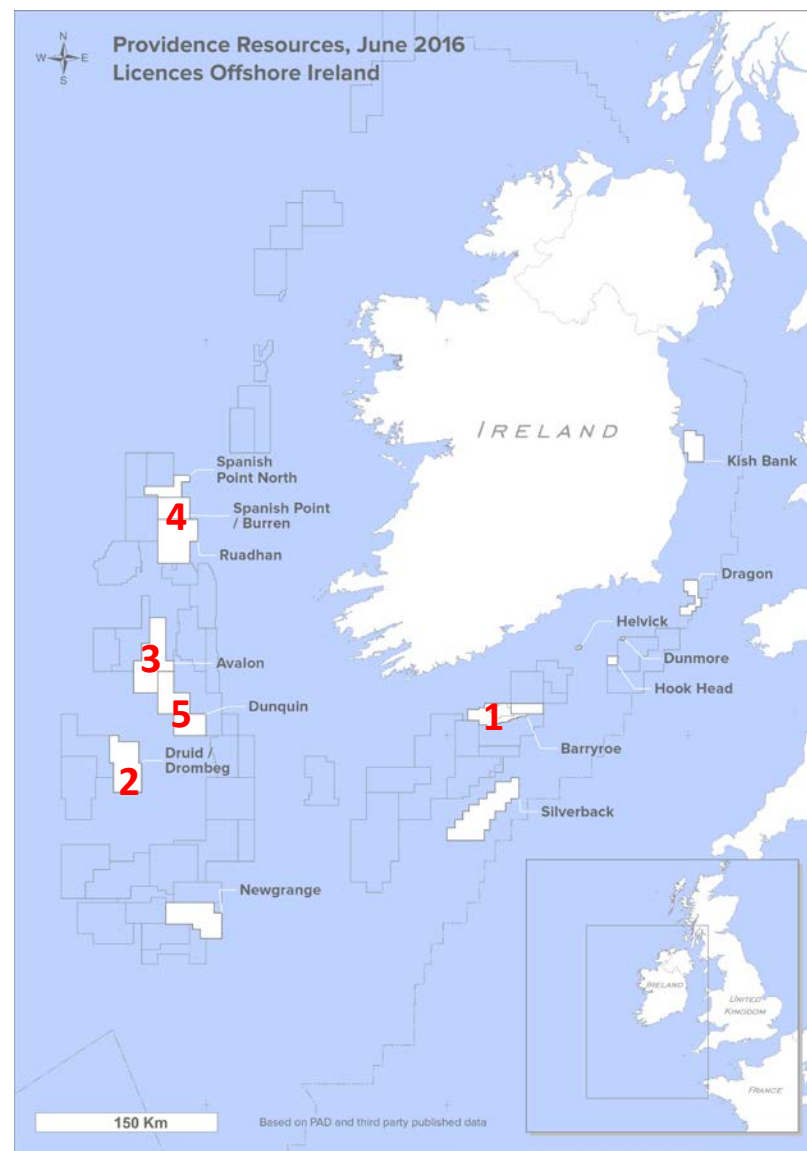 N
W E
S
Providence Resources, June 2016
Licences Offshore Ireland
IRELAND
Kish Bank
Spanish
Point North
4
Spanish Point
/ Burren
Ruadhan
Dragon
Helvick
Dunmore
Hook Head
3
Avalon
5
Dunquin
1
Barryroe
Druid /
Drombeg
2
Silverback
Newgrange
IRELAND
UNITED
KINGDOM
FRANCE
150 Km
Based on PAD and third party published data